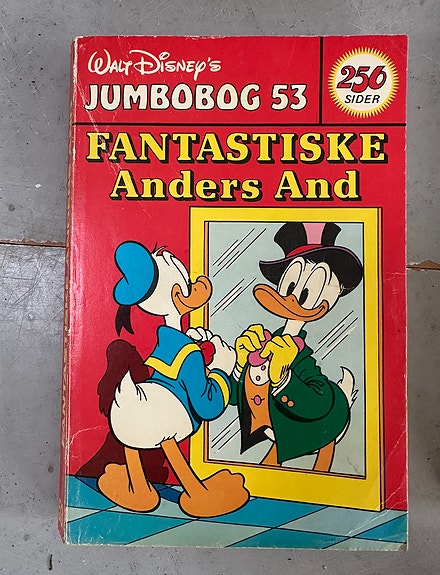 WALT DISNEY'S
JUMBOBOG 53
256
SIDER
FANTASTISKE
Anders And